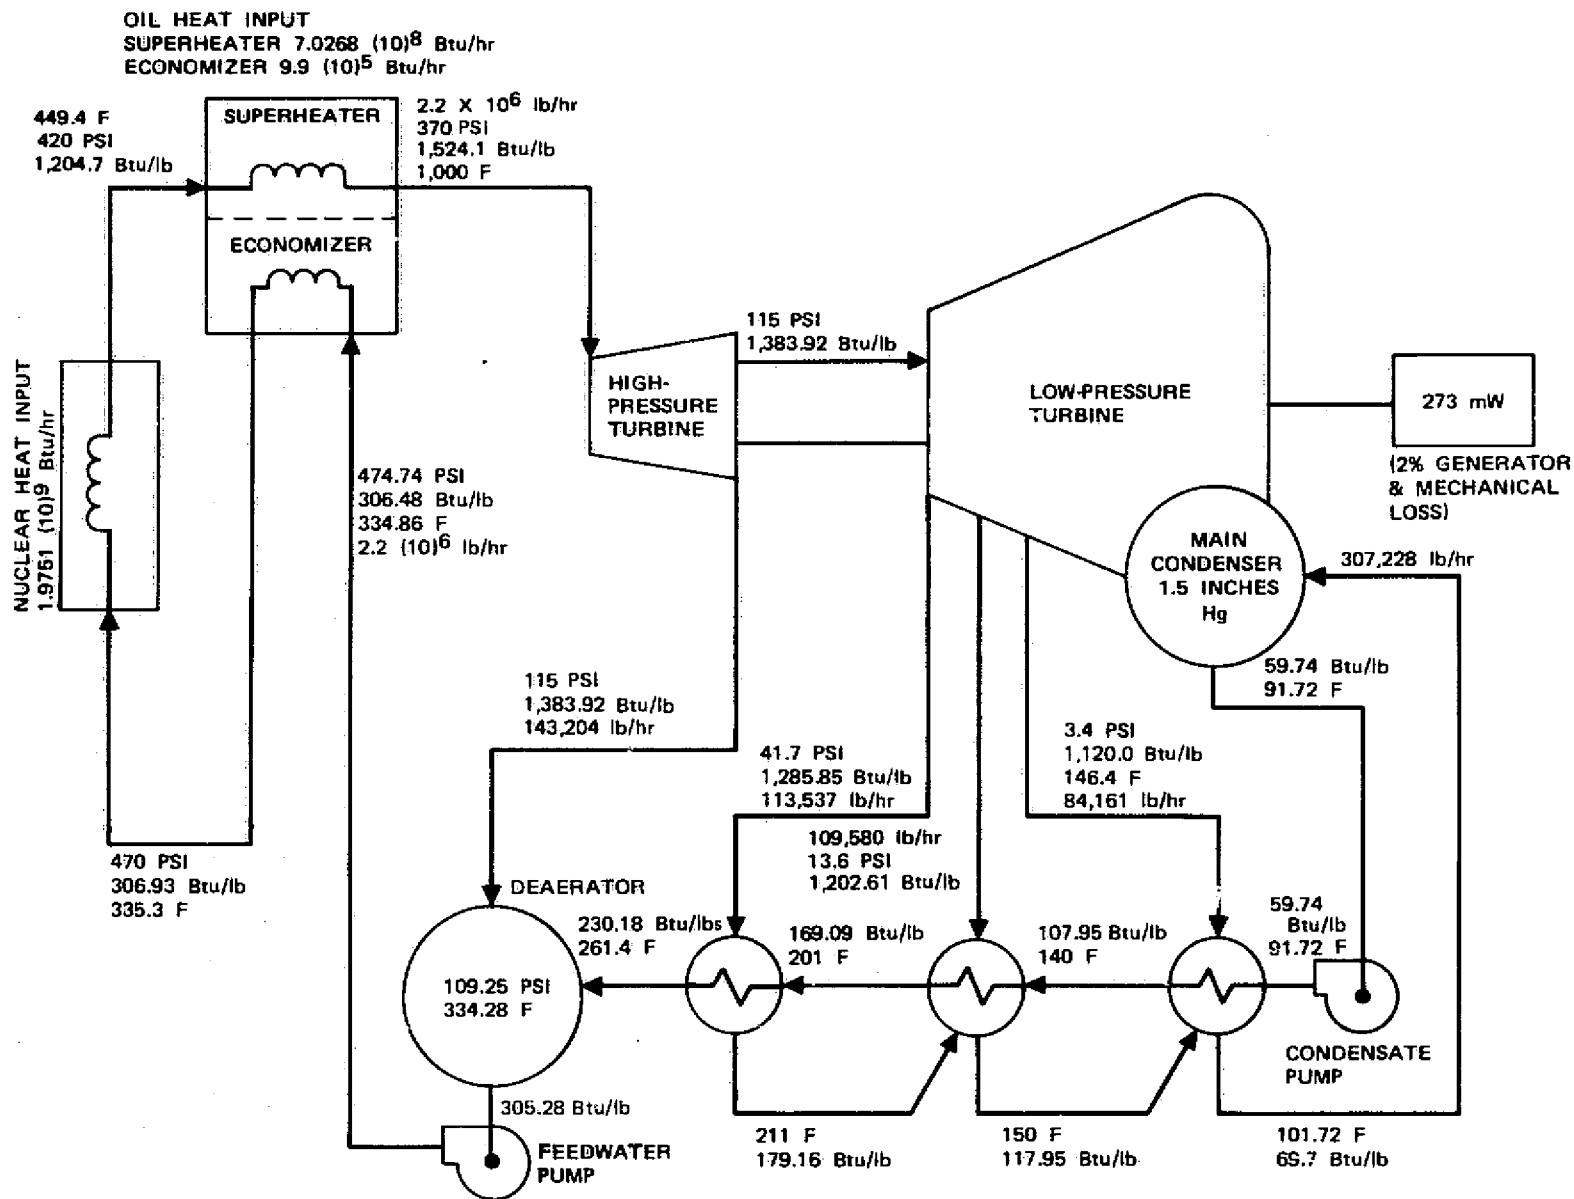 OIL HEAT INPUT
SUPERHEATER 7.0268 (10)8 Btu/hr
ECONOMIZER 9.9 (10)5 Btu/hr
449.4 F
420 PSI
1,204.7 Btu/lb
SUPERHEATER
ECONOMIZER
2.2 X 106 lb/hr
370 PSI
1,524.1 Btu/lb
1,000 F
NUCLEAR HEAT INPUT
1.9751 (10)9 Btu/hr
HIGH-
PRESSURE
TURBINE
115 PSI
1,383.92 Btu/lb
LOW-PRESSURE
TURBINE
273 mW
(2% GENERATOR
& MECHANICAL
LOSS)
474.74 PSI
306.48 Btu/lb
334.86 F
2.2 (10)6 lb/hr
MAIN
CONDENSER
1.5 INCHES
Hg
307,228 lb/hr
59.74 Btu/lb
91.72 F
115 PSI
1,383.92 Btu/lb
143,204 lb/hr
41.7 PSI
1,285.85 Btu/lb
113,537 lb/hr
3.4 PSI
1,120.0 Btu/lb
146.4 F
84,161 lb/hr
109,580 lb/hr
13.6 PSI
1,202.61 Btu/lb
470 PSI
306.93 Btu/lb
335.3 F
DEAERATOR
109.25 PSI
334.28 F
230.18 Btu/lbs
261.4 F
169.09 Btu/lb
201 F
107.95 Btu/lb
140 F
59.74
Btu/lb
91.72 F
CONDENSATE
PUMP
305.28 Btu/lb
FEEDWATER
PUMP
211 F
179.16 Btu/lb
150 F
117.95 Btu/lb
101.72 F
69.7 Btu/lb